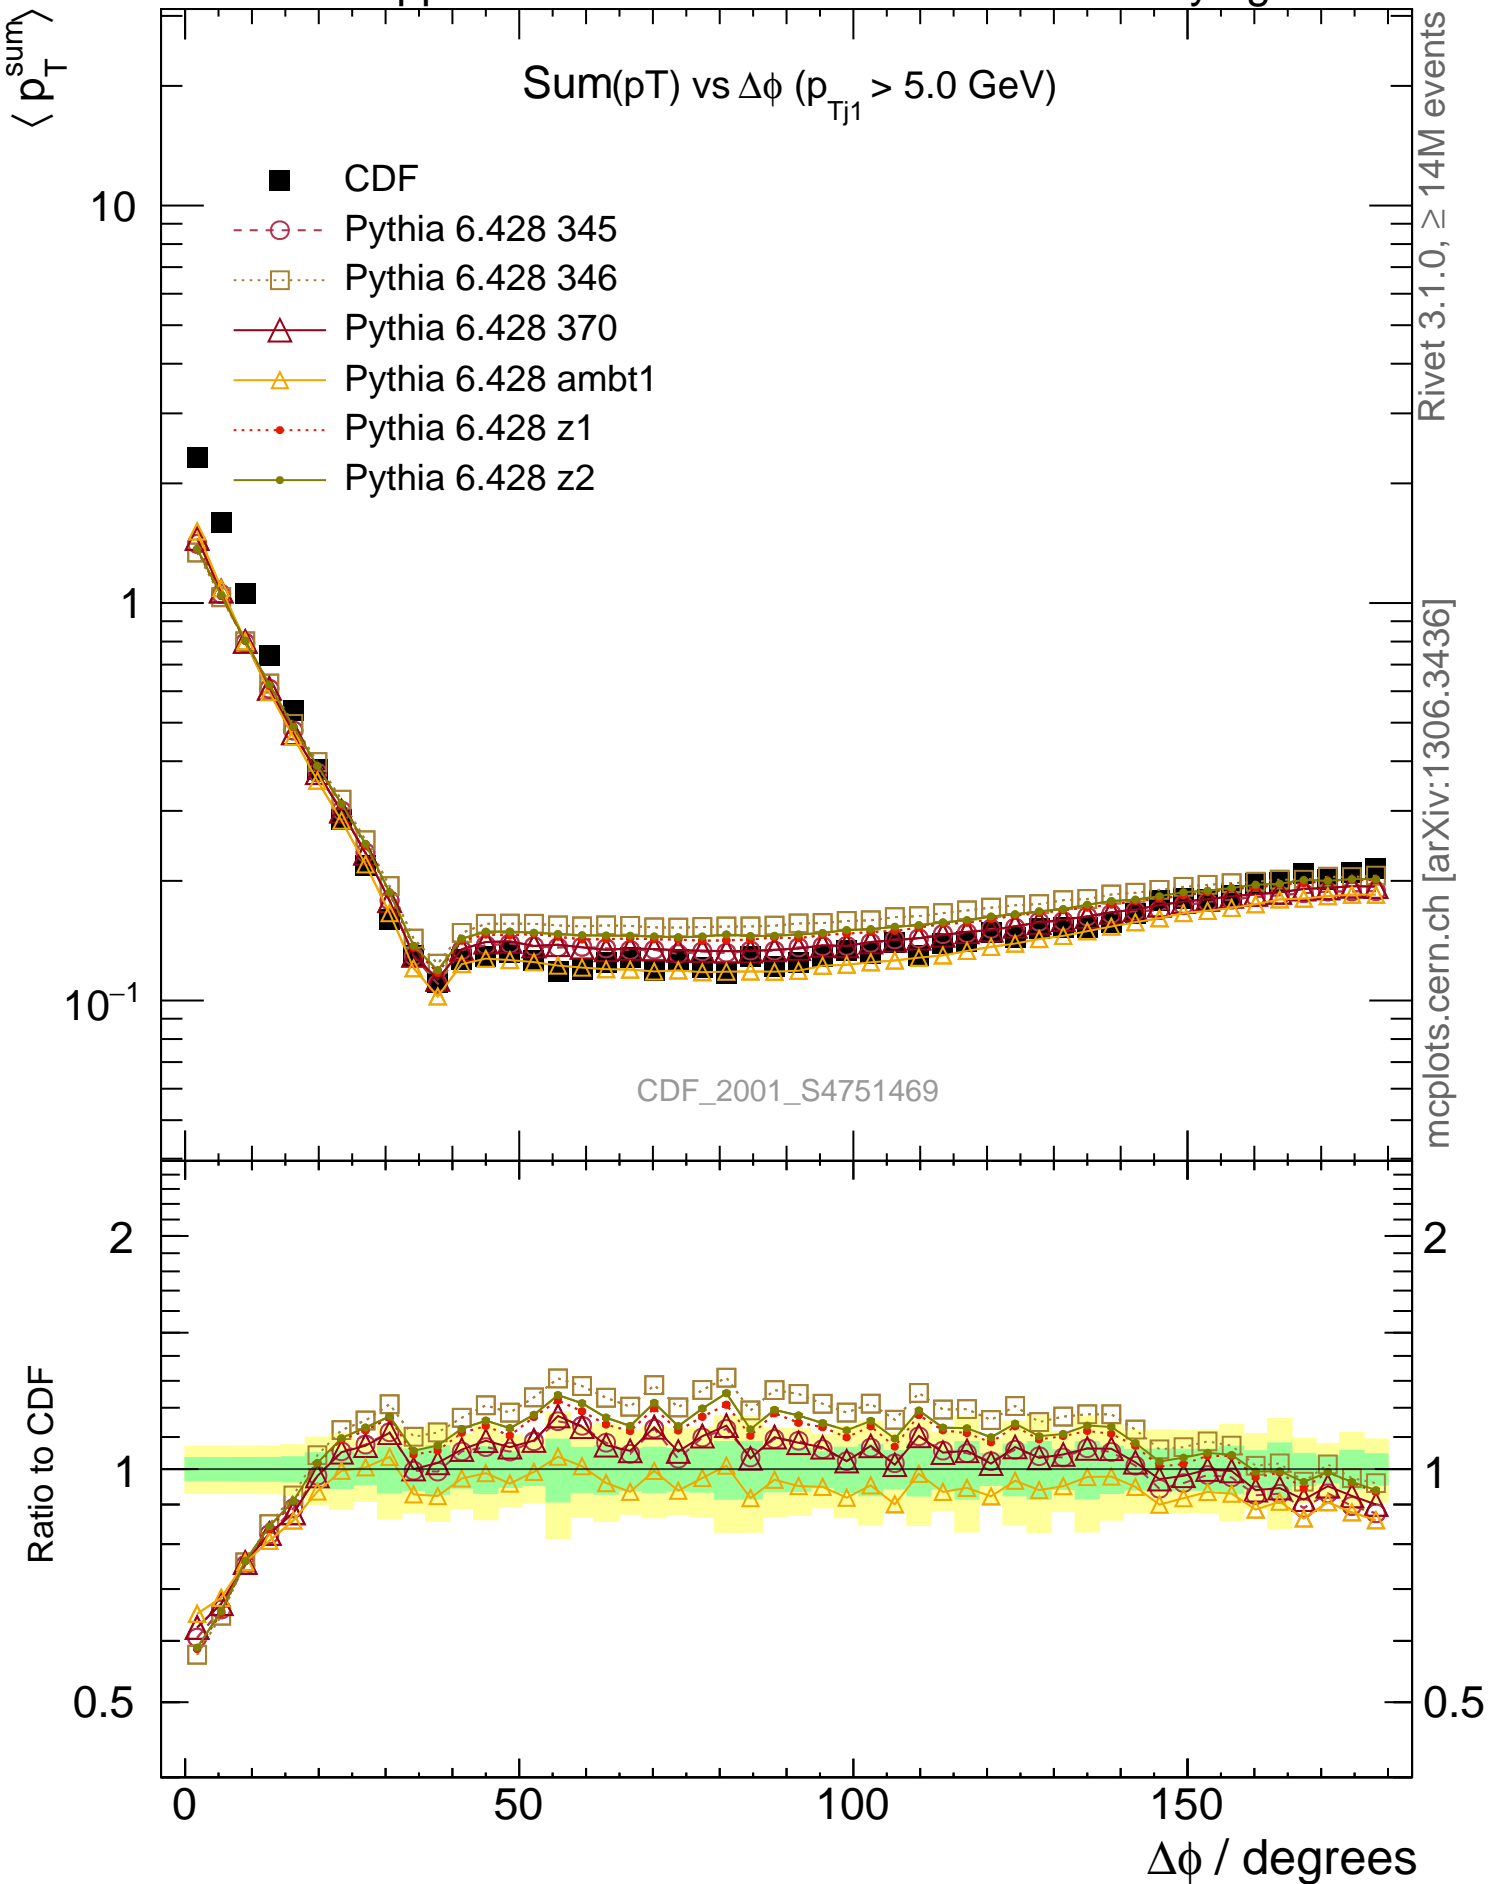 ⟨ p_T^sum ⟩
Sum(pT) vs Δϕ (p_Tj1 > 5.0 GeV)
CDF
Pythia 6.428 345
Pythia 6.428 346
Pythia 6.428 370
Pythia 6.428 ambt1
Pythia 6.428 z1
Pythia 6.428 z2
10
1
10⁻¹
CDF_2001_S4751469
Rivet 3.1.0, ≥ 14M events
mcplots.cern.ch [arXiv:1306.3436]
Ratio to CDF
2
1
0.5
2
1
0.5
0
50
100
150
Δϕ / degrees